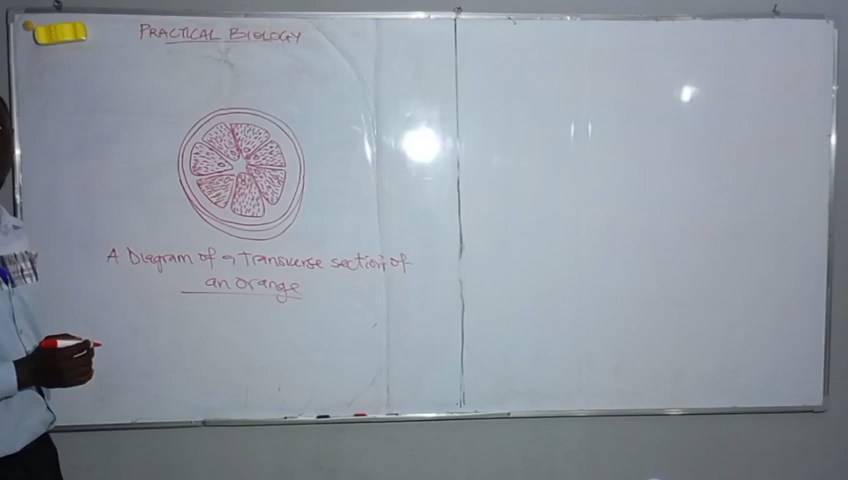 PRACTICAL BIOLOGY
A Diagram of a transverse section of
an orange